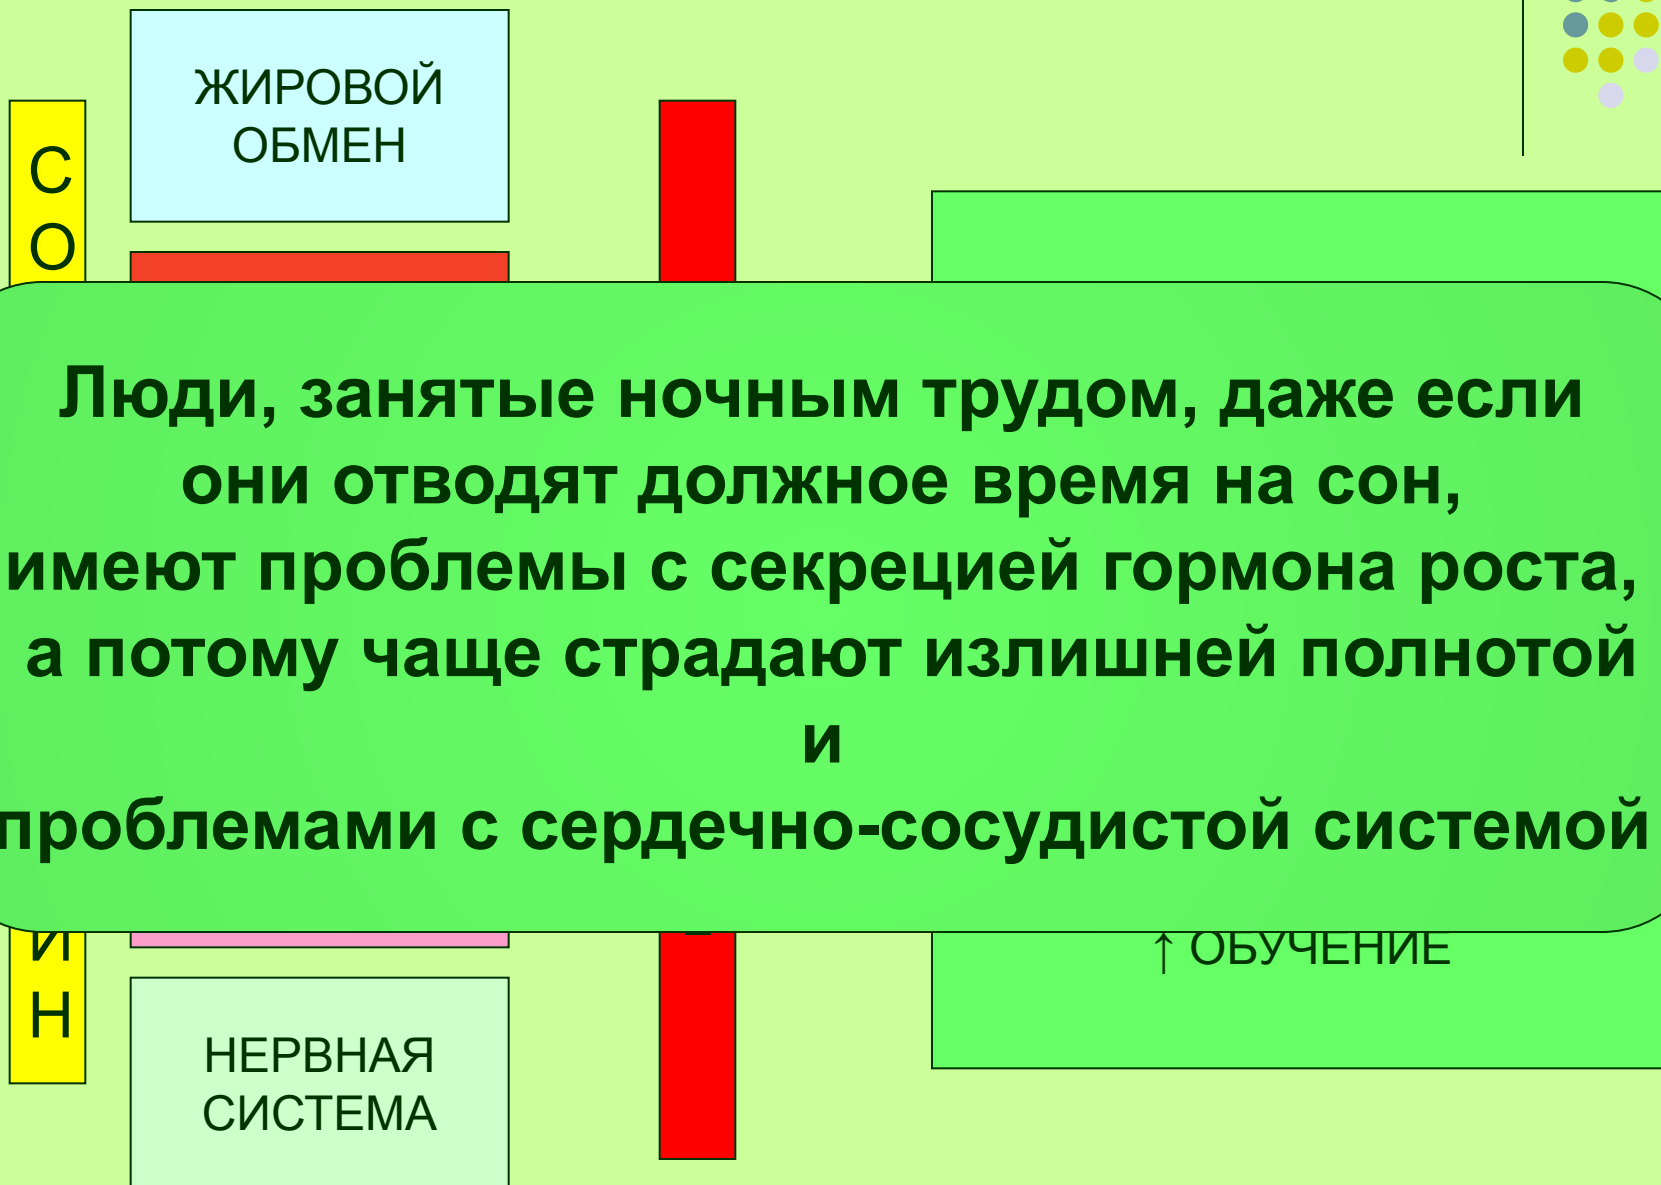 ЖИРОВОЙ
ОБМЕН
С
О
Люди, занятые ночным трудом, даже если
они отводят должное время на сон,
имеют проблемы с секрецией гормона роста,
а потому чаще страдают излишней полнотой
и
проблемами с сердечно-сосудистой системой
И
Н
↑ ОБУЧЕНИЕ
НЕРВНАЯ
СИСТЕМА